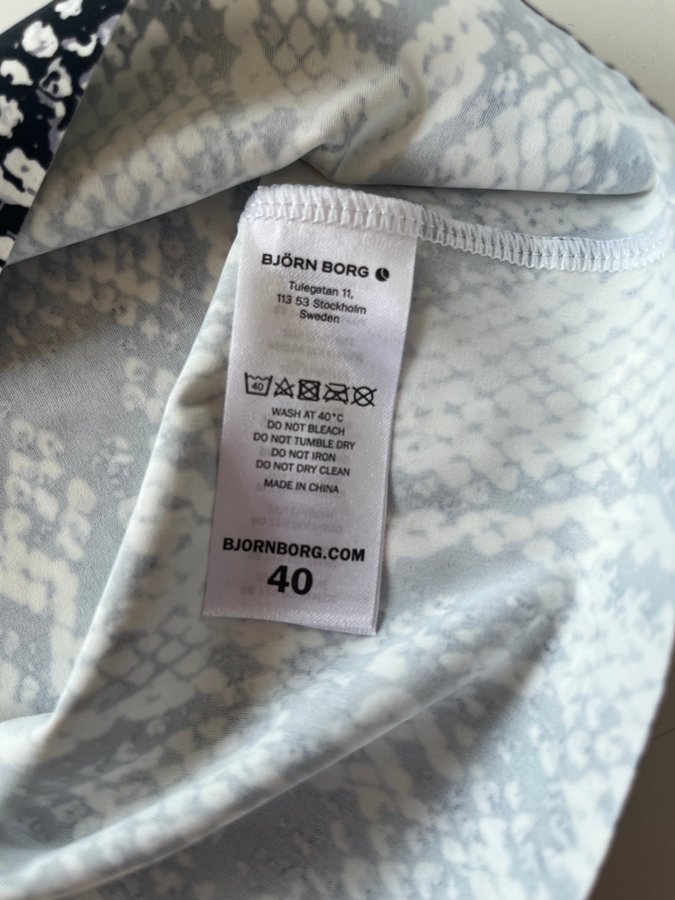 BJÖRN BORG
Tulegatan 11,
113 53 Stockholm
Sweden
40
WASH AT 40°C
DO NOT BLEACH
DO NOT TUMBLE DRY
DO NOT IRON
DO NOT DRY CLEAN
MADE IN CHINA
BJORNBORG.COM
40